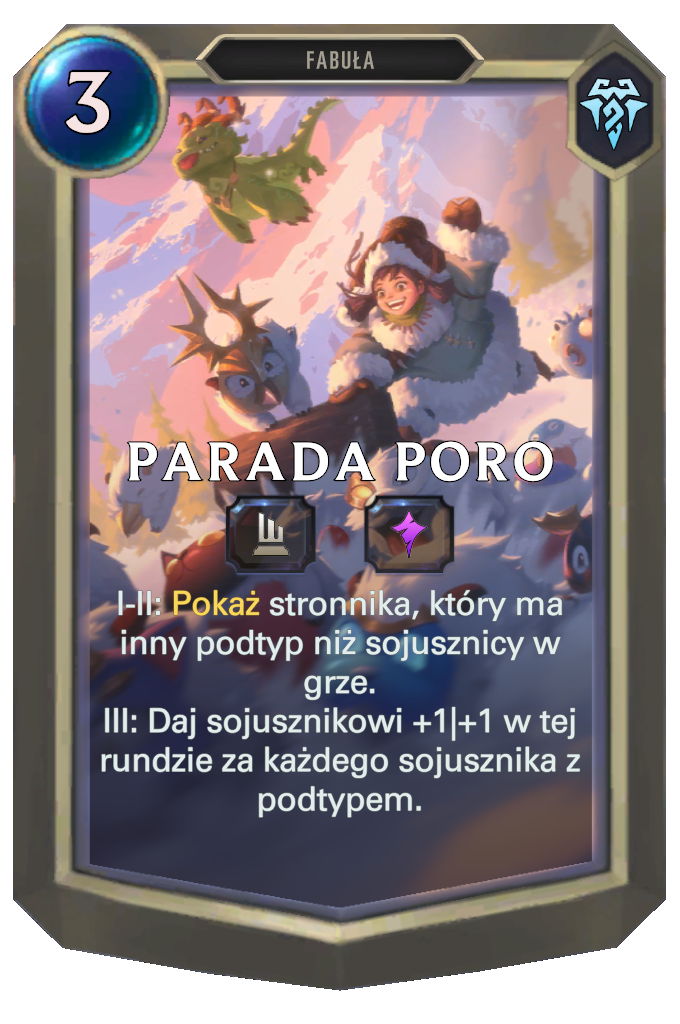 3
FABUŁA
PARADA PORO
I-II: Pokaż stronnika, który ma
inny podtyp niż sojusznicy w
grze.
III: Daj sojusznikowi +1|+1 w tej
rundzie za każdego sojusznika z
podtypem.